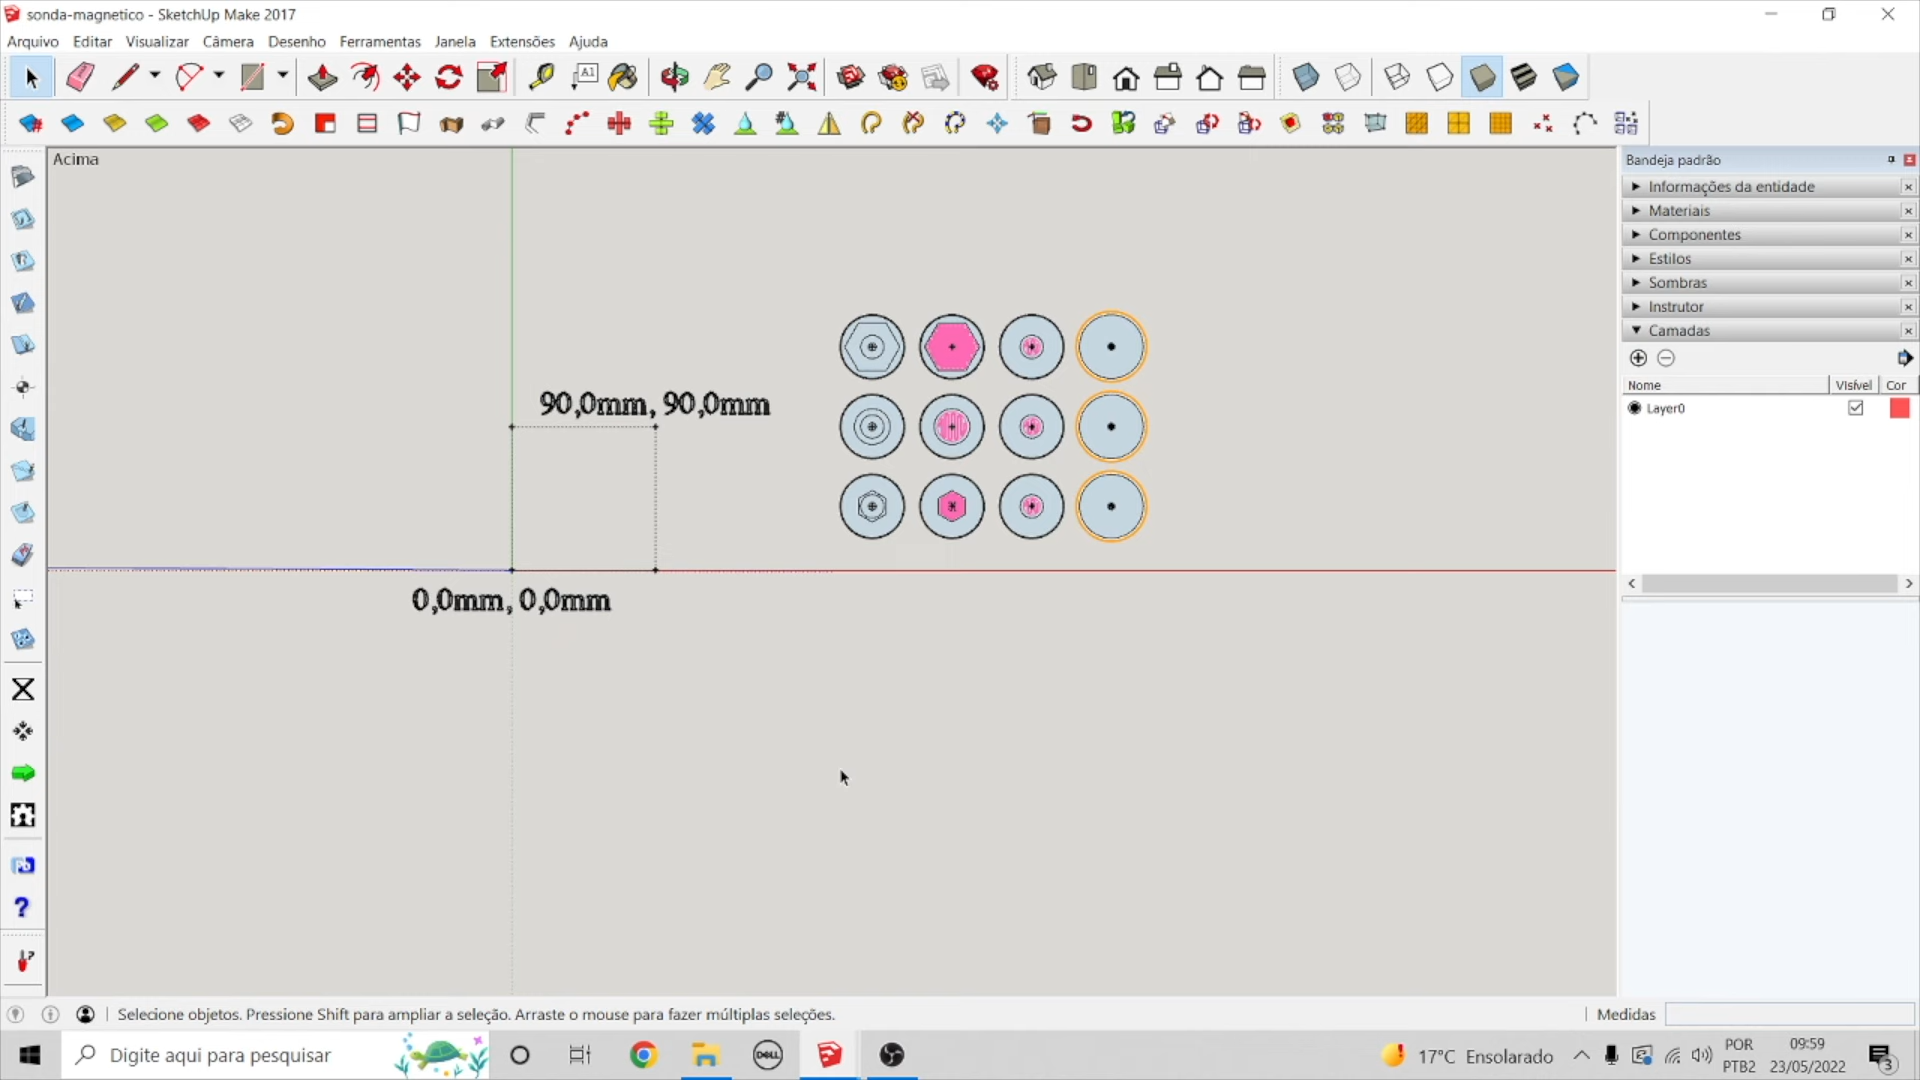 sonda-magnetico - SketchUp Make 2017
Arquivo Editar Visualizar Câmera Desenho Ferramentas Janela Extensões Ajuda
A1
Acima
90,0mm, 90,0mm
0,0mm, 0,0mm
Bandeja padrão
Informações da entidade
Materiais
Componentes
Estilos
Sombras
Instrutor
Camadas
Nome Visível Cor
Layer0
Selecione objetos. Pressione Shift para ampliar a seleção. Arraste o mouse para fazer múltiplas seleções.
Medidas
Digite aqui para pesquisar
DELL
17°C Ensolarado
POR
PTB2
09:59
23/05/2022
3